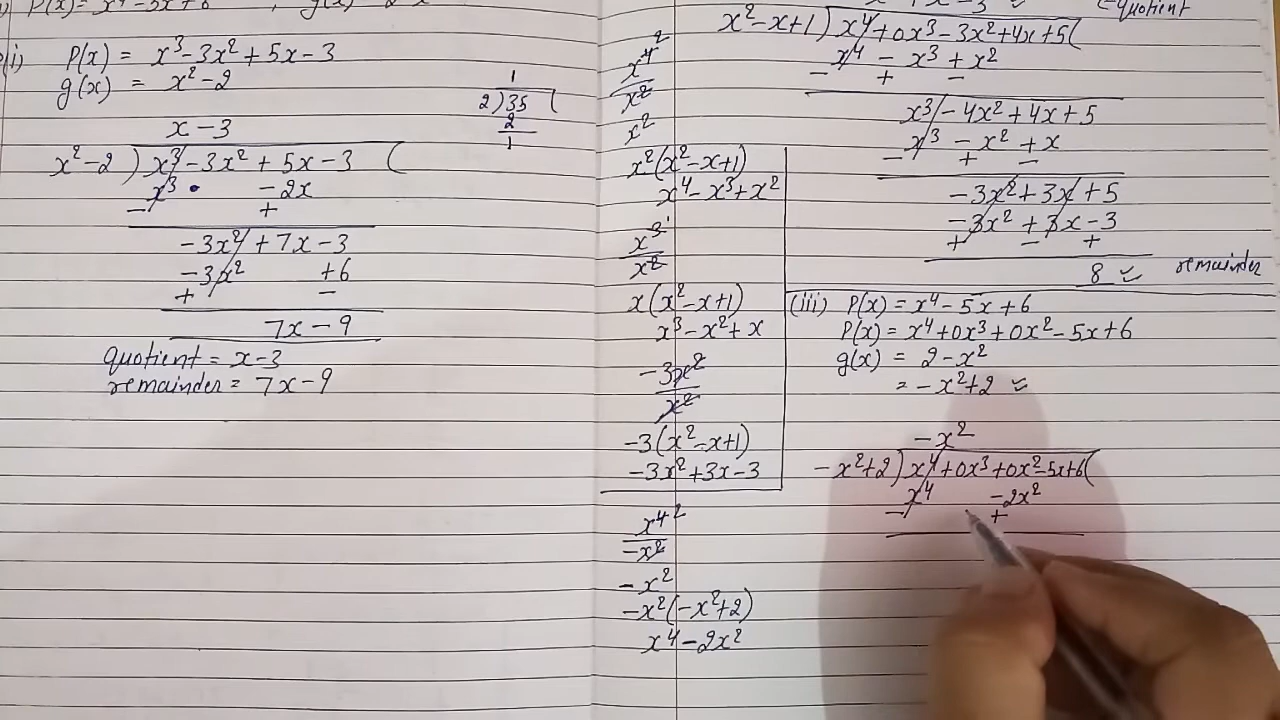 (i) P(x) = x³ - 3x² + 5x - 3
g(x) = x² - 2
x - 3
x² - 2 ) x³ - 3x² + 5x - 3 (
x³ - 2x
- +
-3x² + 7x - 3
-3x² + 6
+ -
7x - 9
quotient = x - 3
remainder = 7x - 9
1
2 ) 35 (
2
1
2
x⁴
x²
x²
x²(x² - x + 1)
x⁴ - x³ + x²
x³ 1
x²
x(x² - x + 1)
x³ - x² + x
-3x²
x²
-3(x² - x + 1)
-3x² + 3x - 3
x⁴ 2
-x²
-x²
-x²(-x² + 2)
x⁴ - 2x²
quotient
x² - x + 1 ) x⁴ + 0x³ - 3x² + 4x + 5 (
x⁴ - x³ + x²
- + -
x³ - 4x² + 4x + 5
x³ - x² + x
- + -
-3x² + 3x + 5
-3x² + 3x - 3
+ - +
8 remainder
(iii) P(x) = x⁴ - 5x + 6
P(x) = x⁴ + 0x³ + 0x² - 5x + 6
g(x) = 2 - x²
= -x² + 2
-x²
-x² + 2 ) x⁴ + 0x³ + 0x² - 5x + 6 (
x⁴ - 2x²
- +